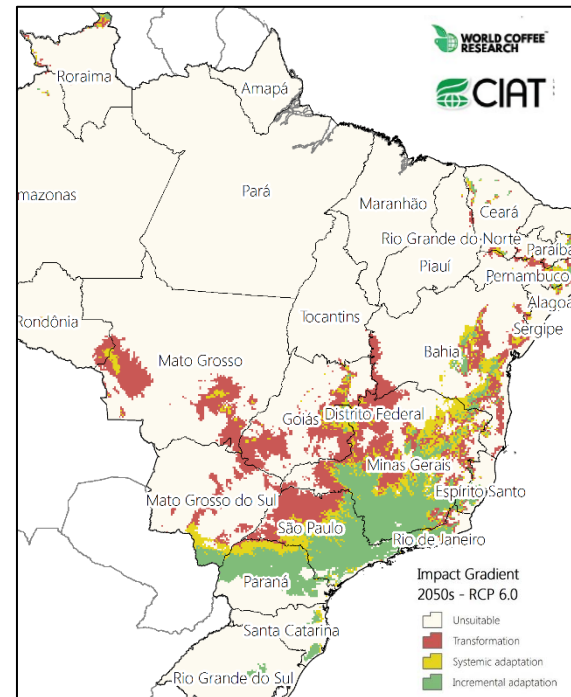 WORLD COFFEE
RESEARCH
CIAT
Roraima
Amapá
Pará
Maranhão
Ceará
mazonas
Rio Grande do Norte
Paraíba
Piauí
Pernambuco
Alagoa
Tocantins
Sergipe
Rondônia
Mato Grosso
Bahia
Goiás
Distrito Federal
Minas Gerais
Mato Grosso do Sul
Espírito Santo
São Paulo
Rio de Janeiro
Paraná
Santa Catarina
Rio Grande do Sul
Impact Gradient
2050s - RCP 6.0
Unsuitable
Transformation
Systemic adaptation
Incremental adaptation